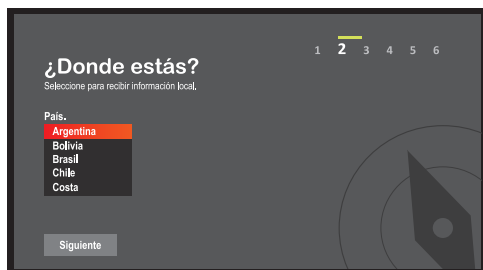 1 2 3 4 5 6
¿Donde estás?
Seleccione para recibir información local.
País.
Argentina
Bolivia
Brasil
Chile
Costa
Siguiente